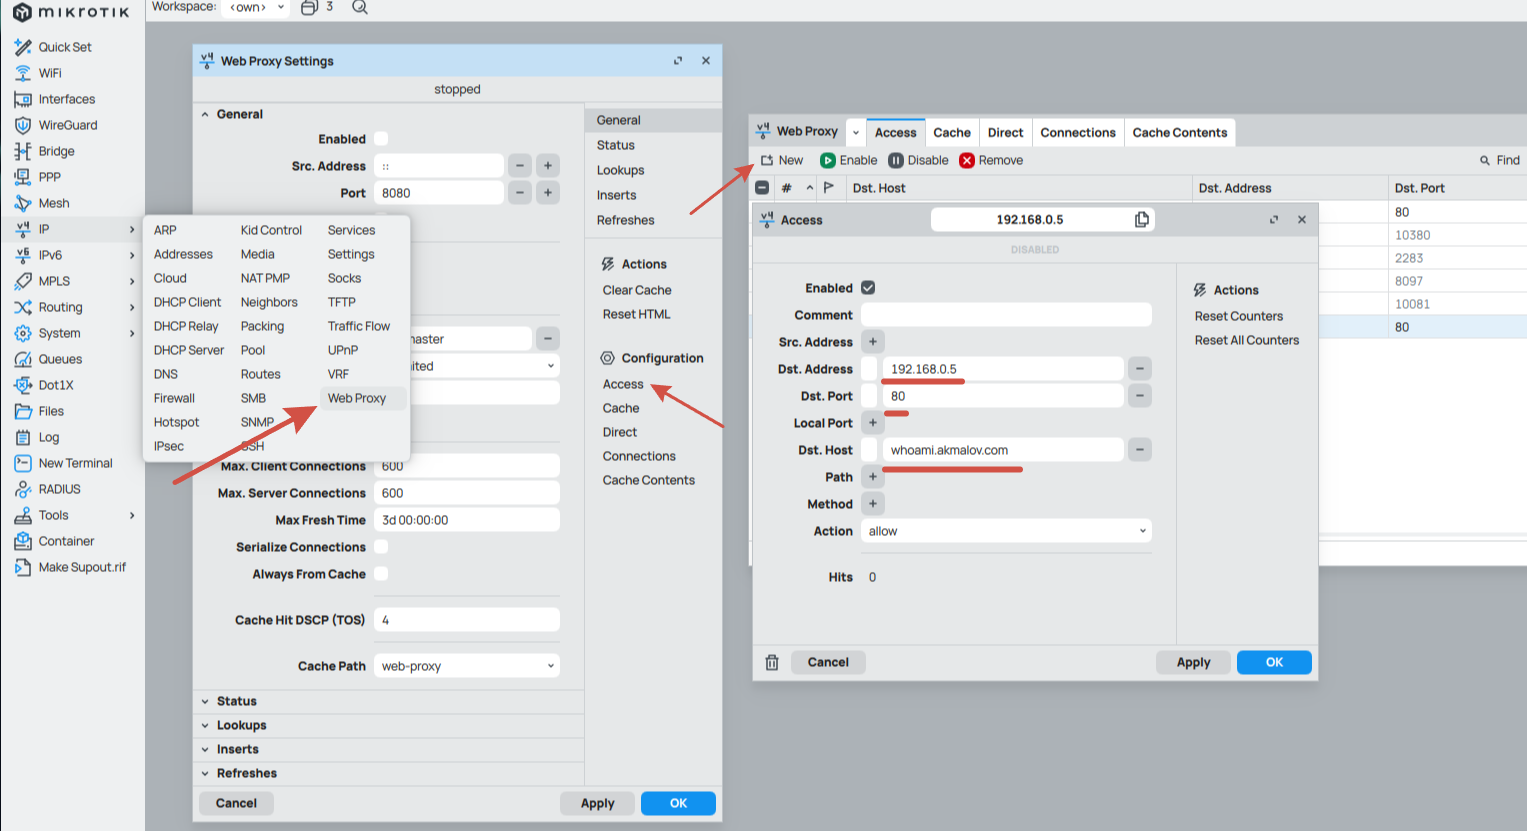 MIKROTIK
Workspace: <own> 3
Quick Set
WiFi
Interfaces
WireGuard
Bridge
PPP
Mesh
IP
IPv6
MPLS
Routing
System
Queues
Dot1X
Files
Log
New Terminal
RADIUS
Tools
Container
Make Supout.rif
ARP
Addresses
Cloud
DHCP Client
DHCP Relay
DHCP Server
DNS
Firewall
Hotspot
IPsec
Kid Control
Media
NAT PMP
Neighbors
Packing
Pool
Routes
SMB
SNMP
SSH
Services
Settings
Socks
TFTP
Traffic Flow
UPnP
VRF
Web Proxy
Web Proxy Settings
stopped
General
Enabled
Src. Address ::
Port 8080
Max. Client Connections 600
Max. Server Connections 600
Max Fresh Time 3d 00:00:00
Serialize Connections
Always From Cache
Cache Hit DSCP (TOS) 4
Cache Path web-proxy
Status
Lookups
Inserts
Refreshes
Cancel Apply OK
General
Status
Lookups
Inserts
Refreshes
Actions
Clear Cache
Reset HTML
Configuration
Access
Cache
Direct
Connections
Cache Contents
Web Proxy Access Cache Direct Connections Cache Contents
New Enable Disable Remove Find
# Dst. Host Dst. Address Dst. Port
80
10380
2283
8097
10081
80
Access 192.168.0.5
DISABLED
Enabled
Comment
Src. Address
Dst. Address 192.168.0.5
Dst. Port 80
Local Port
Dst. Host whoami.akmalov.com
Path
Method
Action allow
Hits 0
Actions
Reset Counters
Reset All Counters
Cancel Apply OK